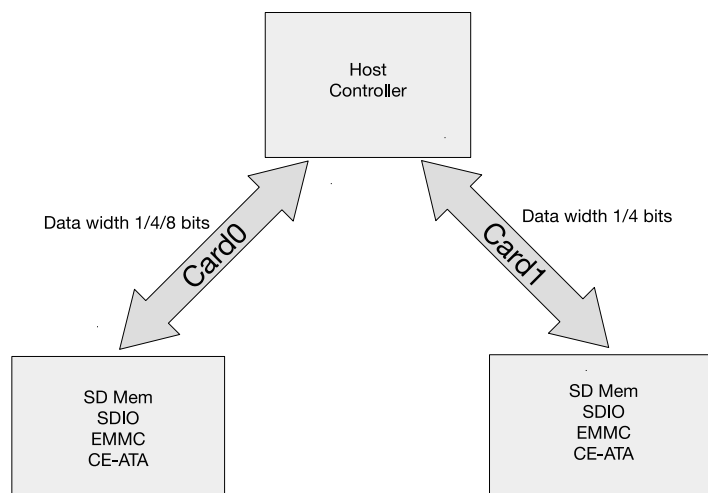 Host
Controller
Data width 1/4/8 bits
Card0
Card1
Data width 1/4 bits
SD Mem
SDIO
EMMC
CE-ATA
SD Mem
SDIO
EMMC
CE-ATA